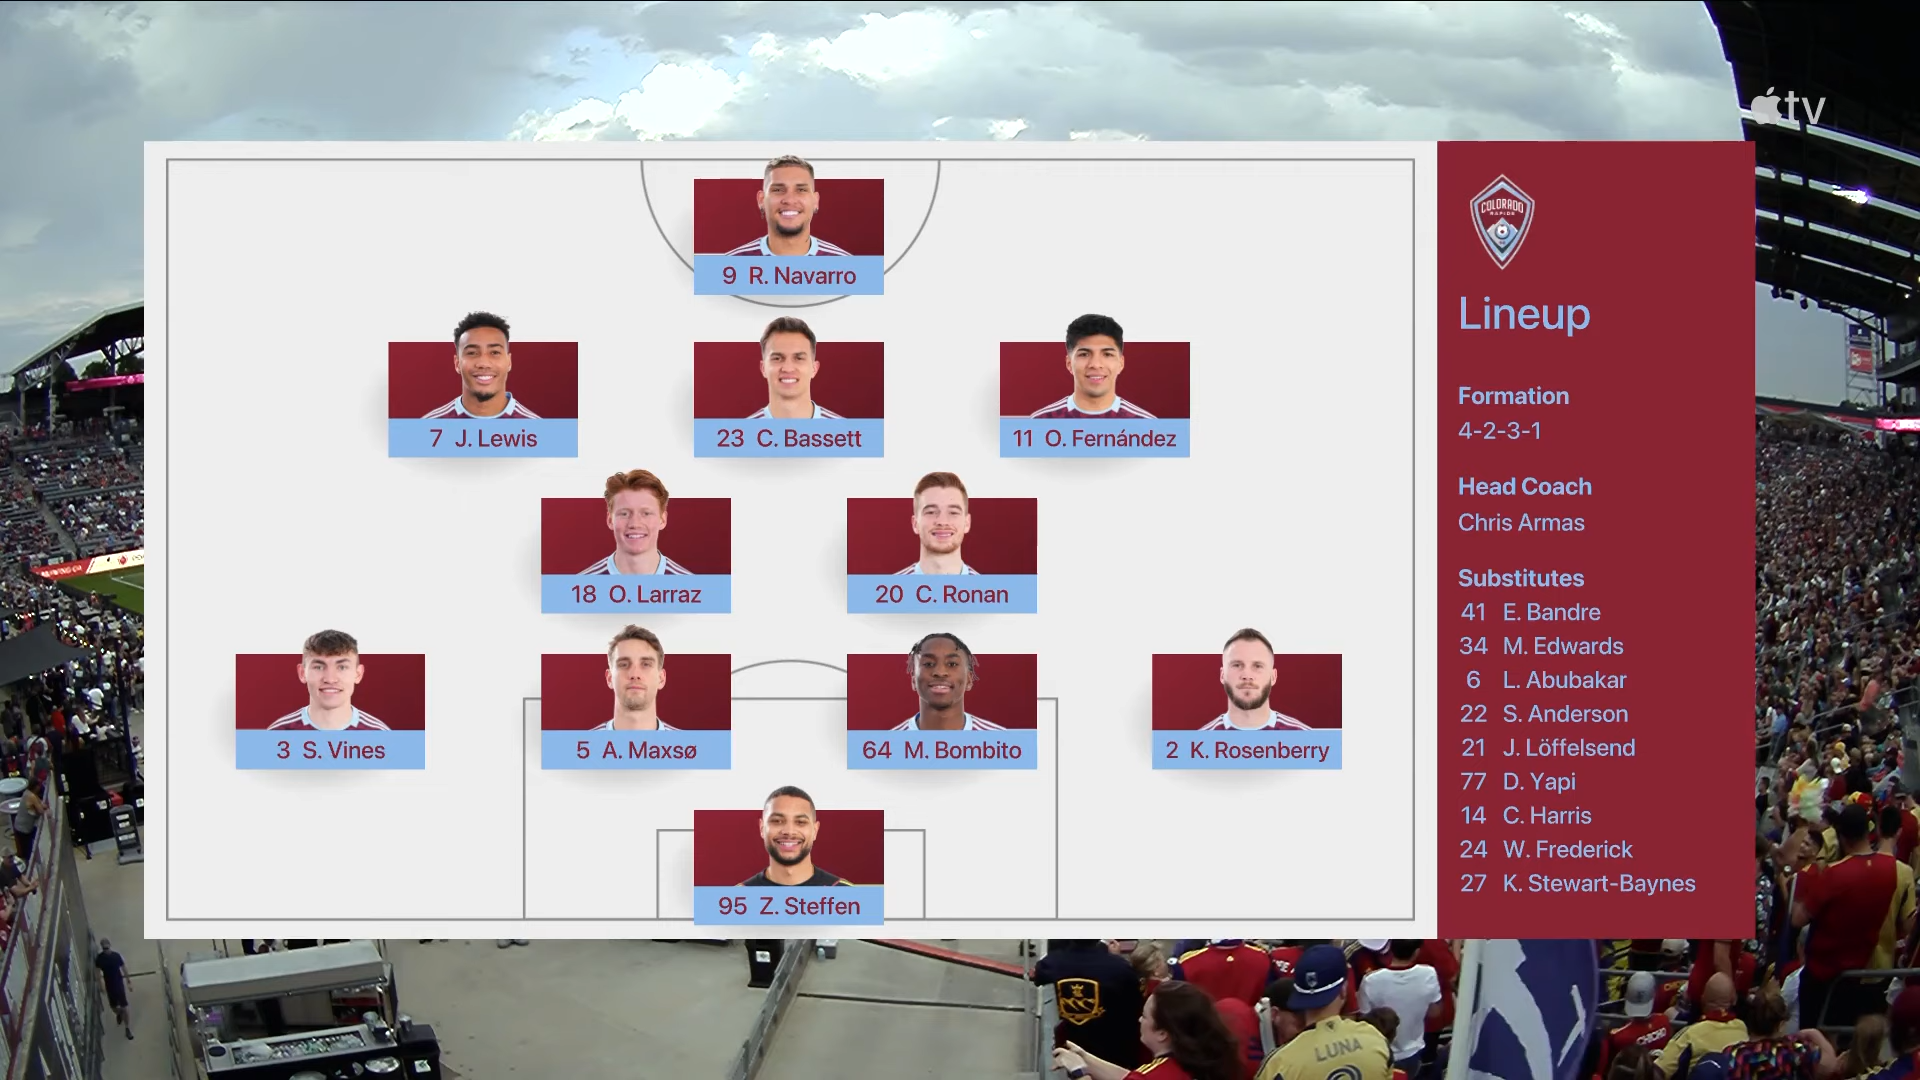 tv
COLORADO
RAPIDS
Lineup
Formation
4-2-3-1
Head Coach
Chris Armas
Substitutes
41 E. Bandre
34 M. Edwards
6 L. Abubakar
22 S. Anderson
21 J. Löffelsend
77 D. Yapi
14 C. Harris
24 W. Frederick
27 K. Stewart-Baynes
9 R. Navarro
7 J. Lewis
23 C. Bassett
11 O. Fernández
18 O. Larraz
20 C. Ronan
3 S. Vines
5 A. Maxsø
64 M. Bombito
2 K. Rosenberry
95 Z. Steffen
LUNA